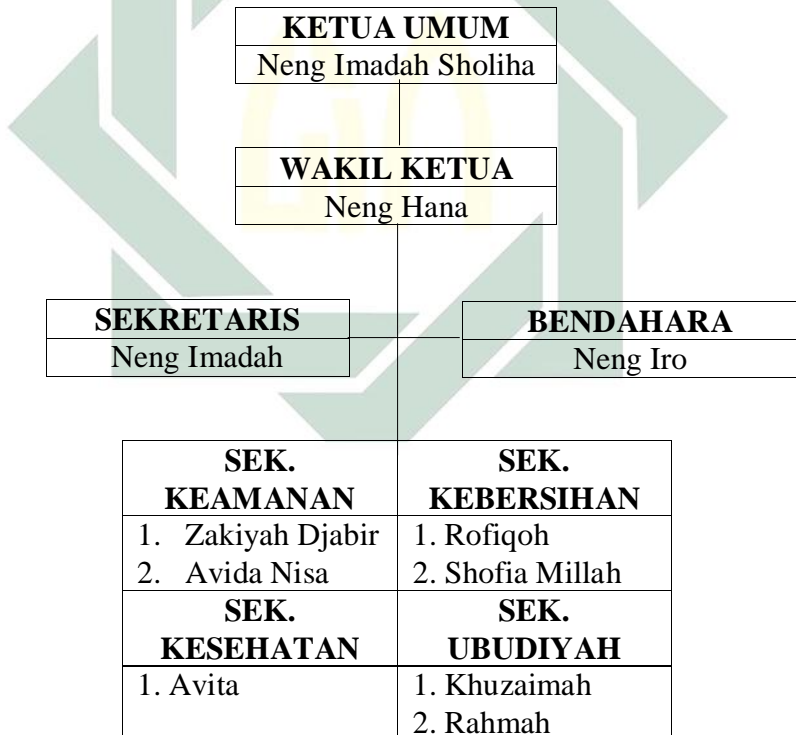 KETUA UMUM
Neng Imadah Sholiha
WAKIL KETUA
Neng Hana
SEKRETARIS
Neng Imadah
BENDAHARA
Neng Iro
SEK.
KEAMANAN
1. Zakiyah Djabir
2. Avida Nisa
SEK.
KEBERSIHAN
1. Rofiqoh
2. Shofia Millah
SEK.
KESEHATAN
1. Avita
SEK.
UBUDIYAH
1. Khuzaimah
2. Rahmah